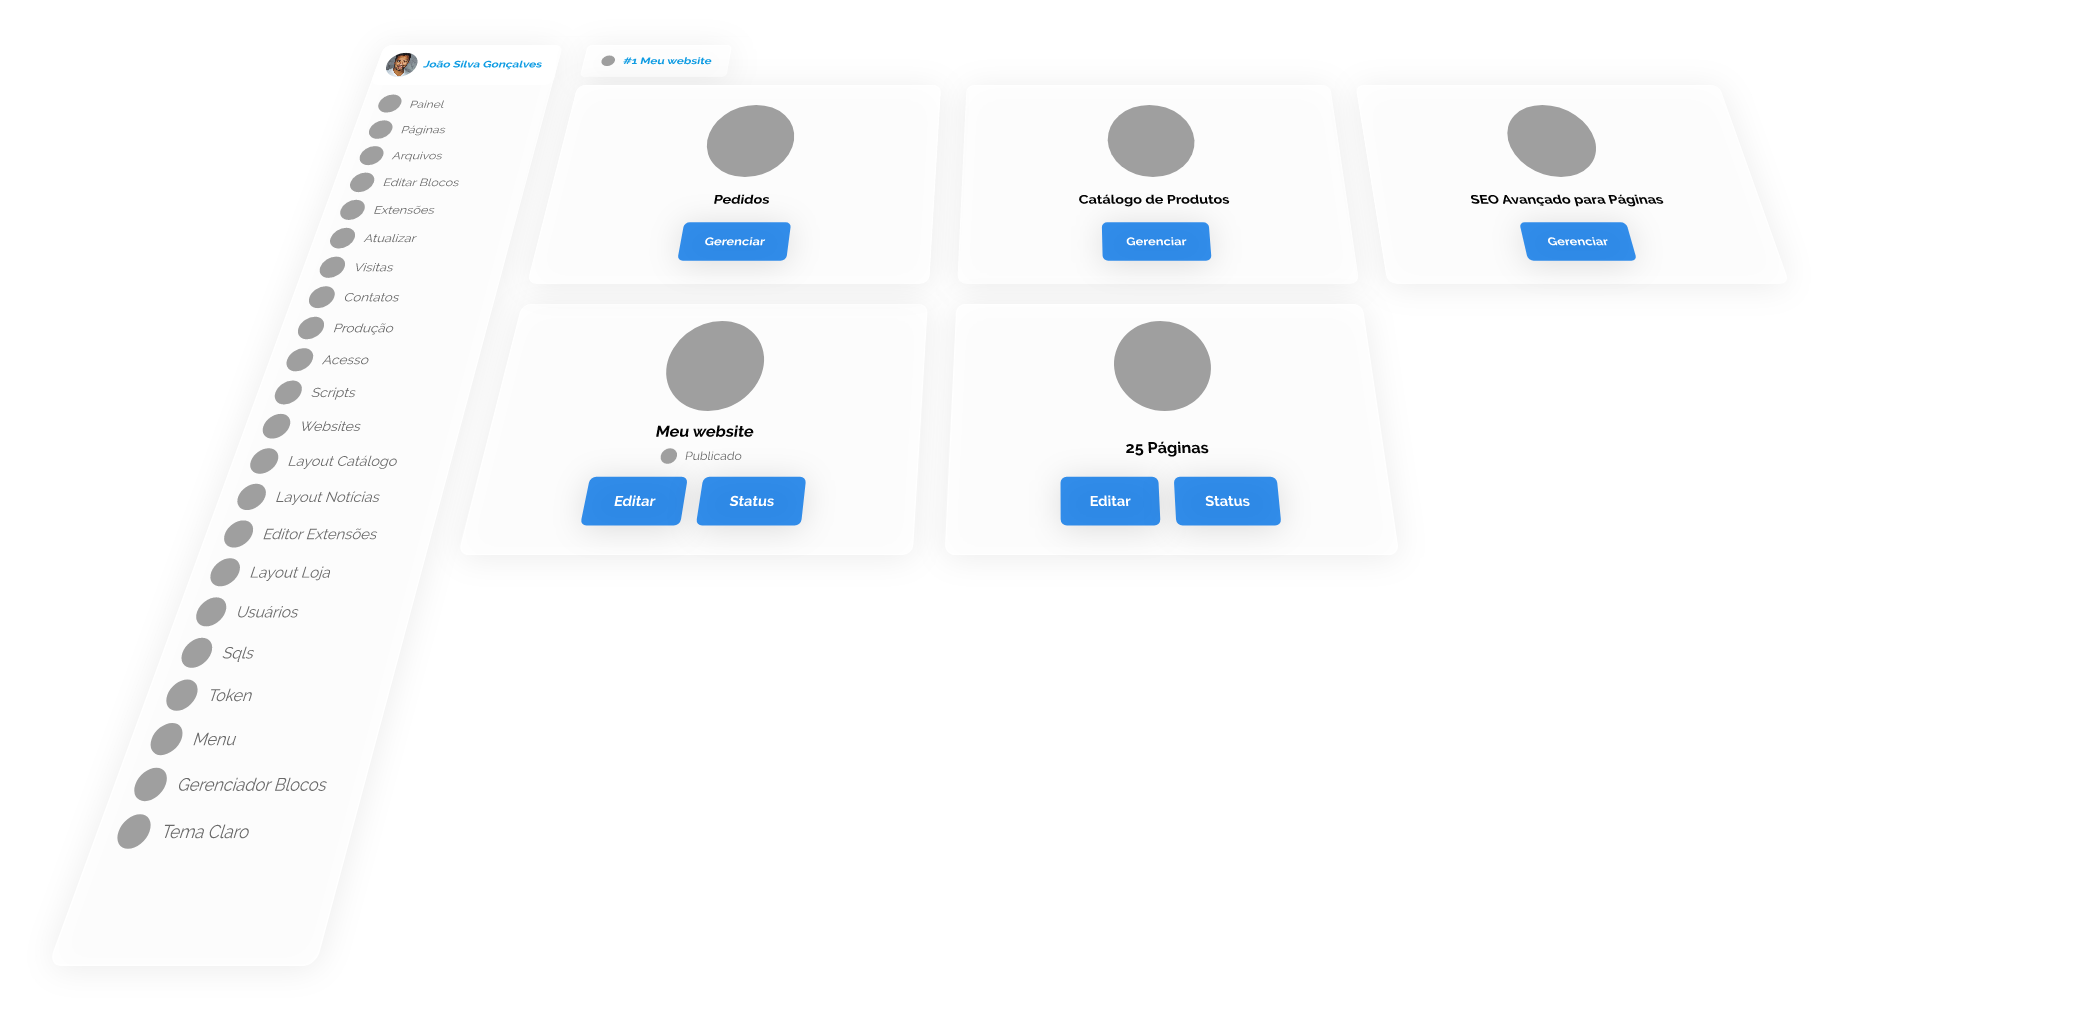 João Silva Gonçalves
Painel
Páginas
Arquivos
Editar Blocos
Extensões
Atualizar
Visitas
Contatos
Produção
Acesso
Scripts
Websites
Layout Catálogo
Layout Notícias
Editor Extensões
Layout Loja
Usuários
Sqls
Token
Menu
Gerenciador Blocos
Tema Claro
#1 Meu website
Pedidos
Gerenciar
Catálogo de Produtos
Gerenciar
SEO Avançado para Páginas
Gerenciar
Meu website
Publicado
Editar
Status
25 Páginas
Editar
Status